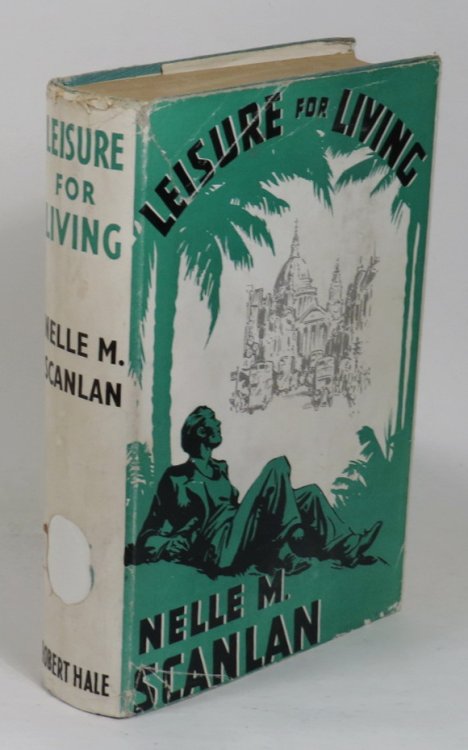 LEISURE
FOR
LIVING
NELLE M.
SCANLAN
ROBERT HALE
LEISURE FOR LIVING
NELLE M.
SCANLAN